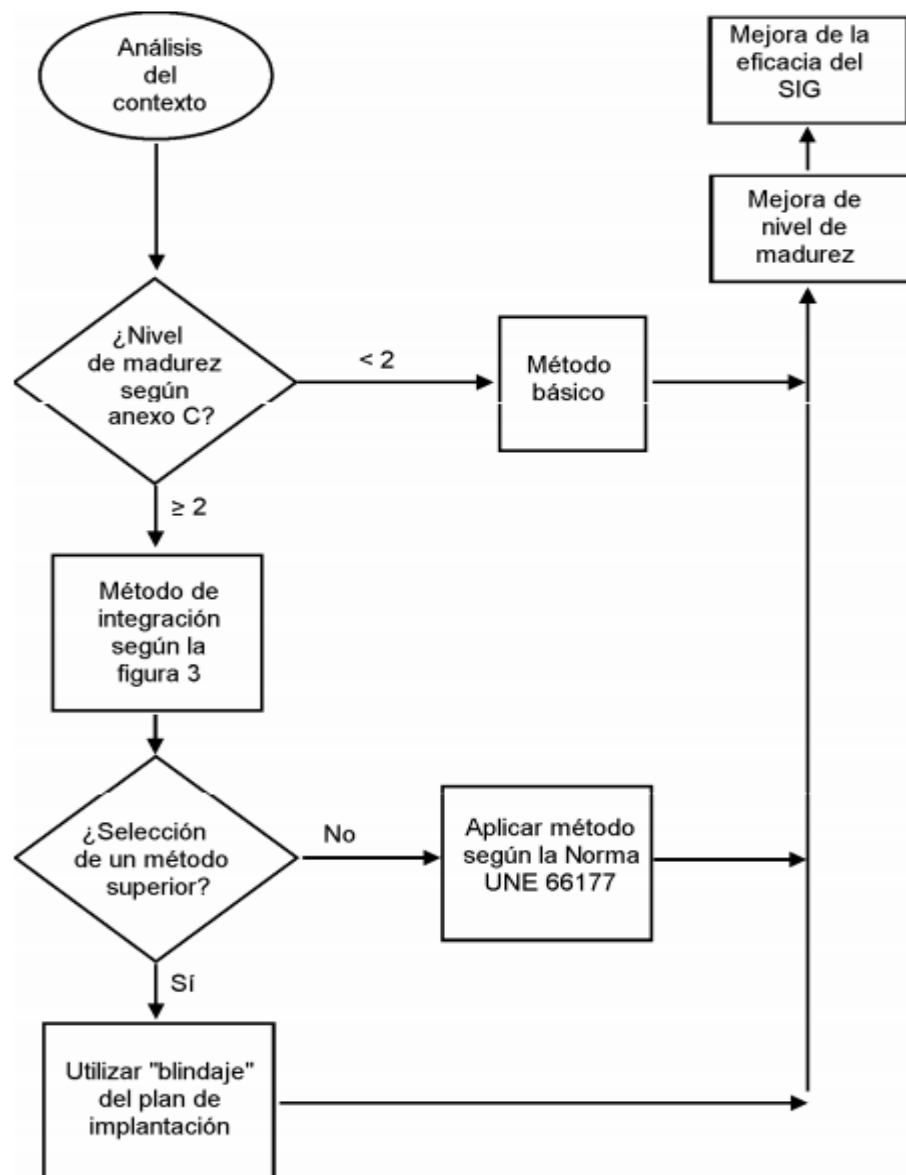 Análisis
del
contexto
Mejora de la
eficacia del
SIG
Mejora de
nivel de
madurez
¿Nivel
de madurez
según
anexo C?
< 2
Método
básico
≥ 2
Método de
integración
según la
figura 3
¿Selección
de un método
superior?
No
Aplicar método
según la Norma
UNE 66177
Sí
Utilizar "blindaje"
del plan de
implantación